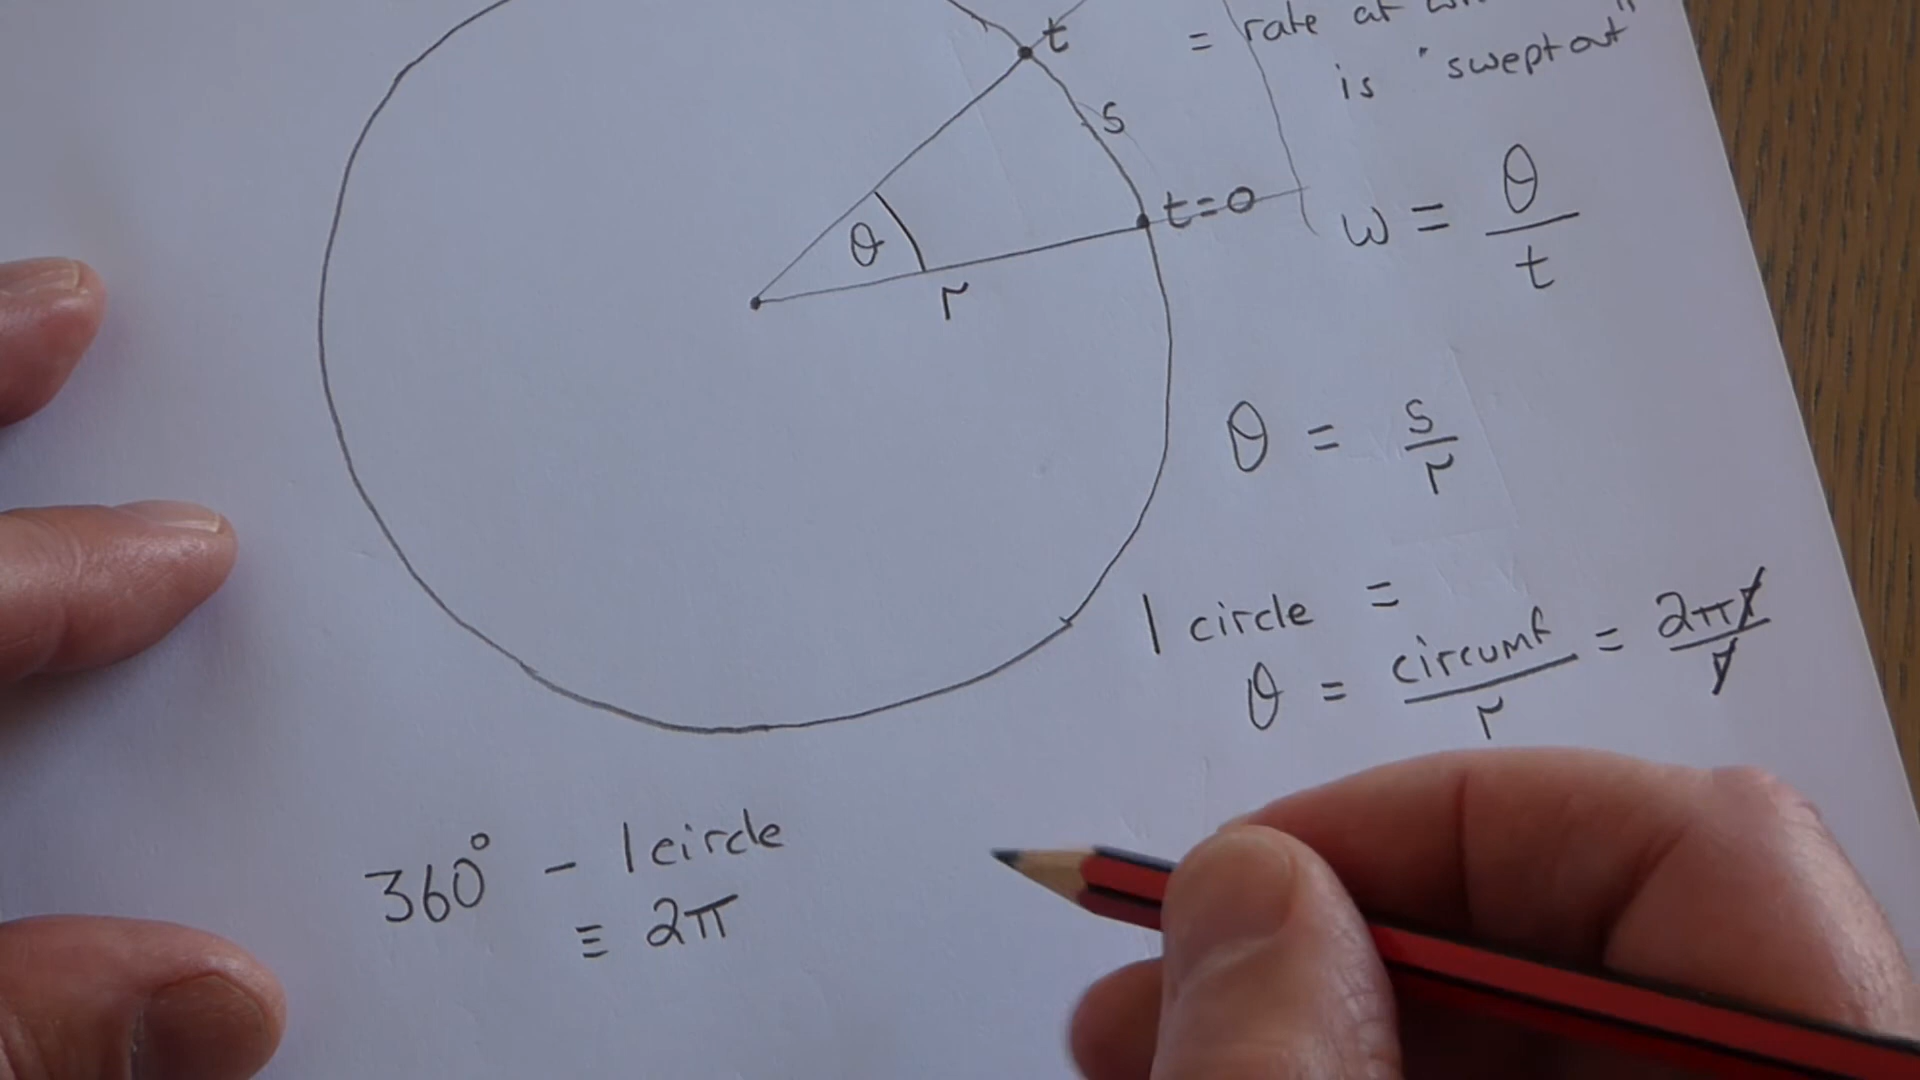 = rate at
is "swept out"
t
s
t=0
θ
r
ω = θ/t
θ = s/r
1 circle =
θ = circumf/r = 2πr/r
360° - 1 circle
≡ 2π